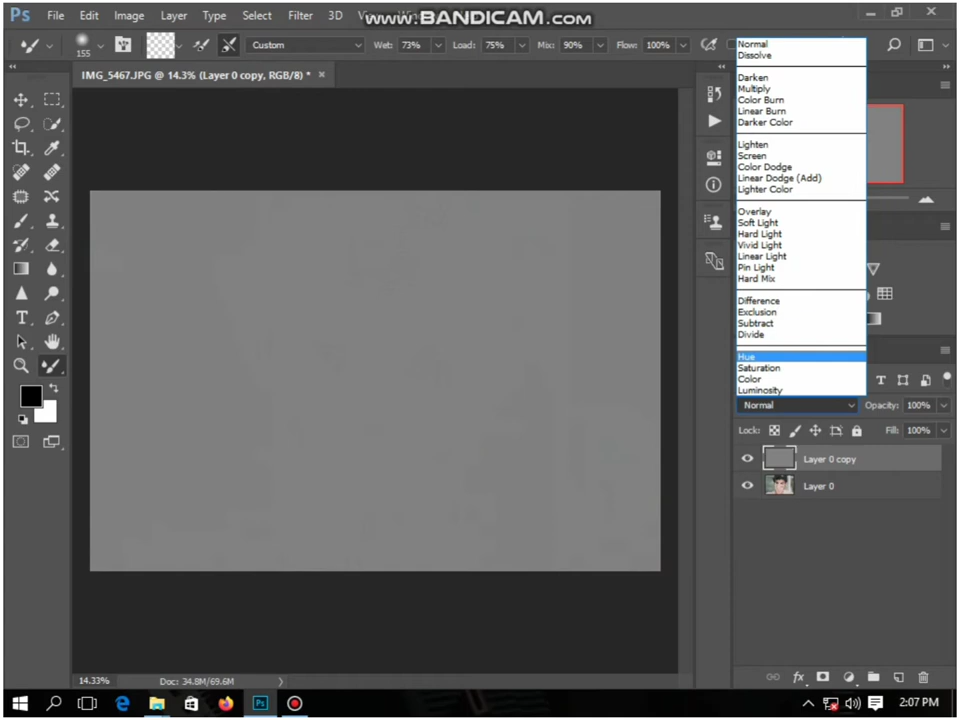 Ps File Edit Image Layer Type Select Filter 3D
www.BANDICAM.com
155
Custom
Wet: 73%
Load: 75%
Mix: 90%
Flow: 100%
IMG_5467.JPG @ 14.3% (Layer 0 copy, RGB/8) *
Normal
Dissolve
Darken
Multiply
Color Burn
Linear Burn
Darker Color
Lighten
Screen
Color Dodge
Linear Dodge (Add)
Lighter Color
Overlay
Soft Light
Hard Light
Vivid Light
Linear Light
Pin Light
Hard Mix
Difference
Exclusion
Subtract
Divide
Hue
Saturation
Color
Luminosity
Normal
Opacity: 100%
Lock:
Fill: 100%
Layer 0 copy
Layer 0
fx
14.33%
Doc: 34.8M/69.6M
Ps
2:07 PM